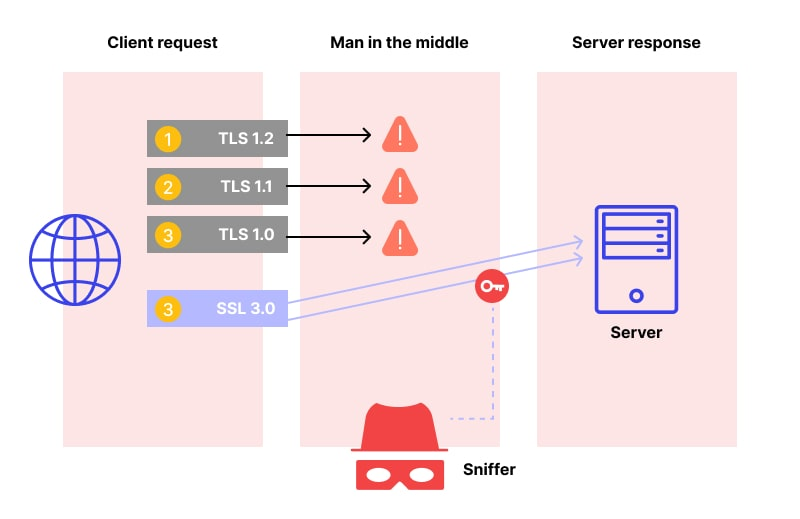 Client request
Man in the middle
Server response
1 TLS 1.2
2 TLS 1.1
3 TLS 1.0
3 SSL 3.0
Server
Sniffer